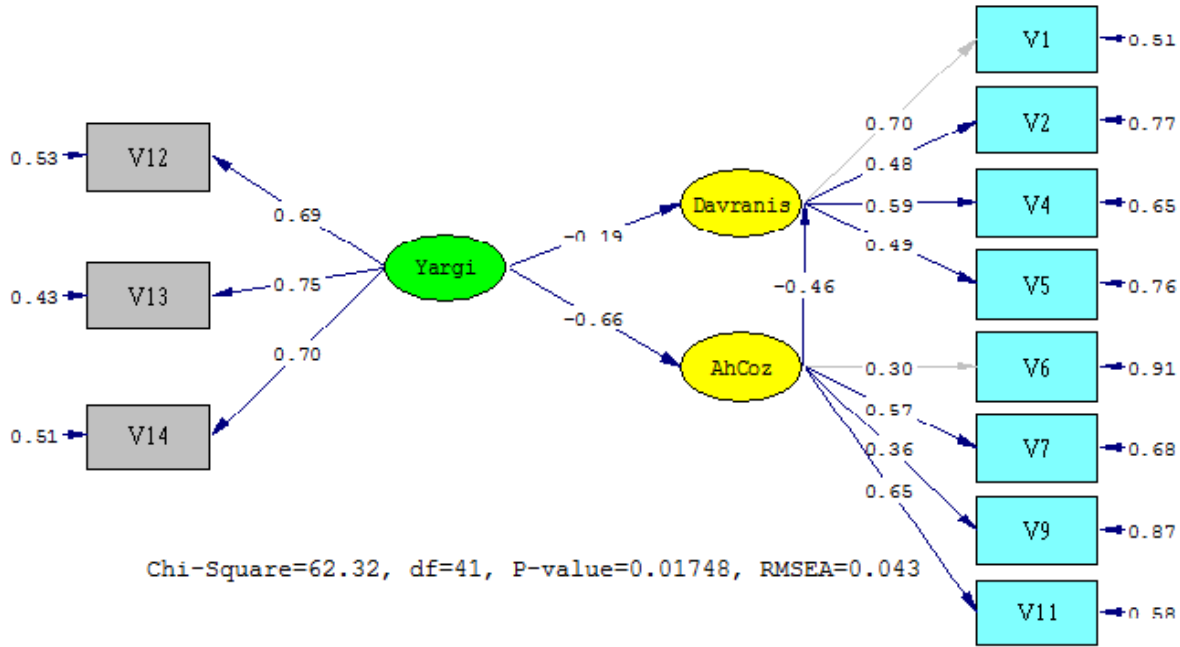 V1
0.51
0.70
V2
0.77
0.48
V12
0.53
0.69
Davranis
0.59
V4
0.65
-0.19
0.49
Yargi
V13
0.43
0.75
-0.46
V5
0.76
-0.66
0.70
AhCoz
0.30
V6
0.91
0.57
V14
0.51
0.36
V7
0.68
0.65
V9
0.87
Chi-Square=62.32, df=41, P-value=0.01748, RMSEA=0.043
V11
0.58